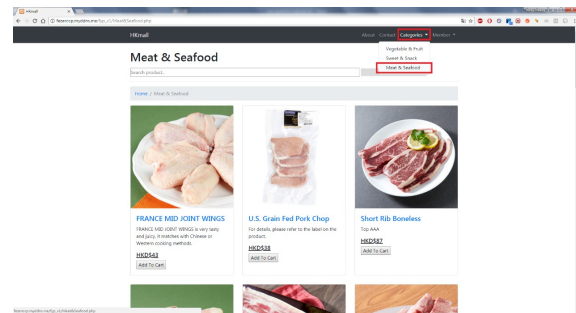 HKmall
HKmall
About Contact Categories Member
Vegetable & Fruit
Sweet & Snack
Meat & Seafood
Meat & Seafood
Search product..
Home / Meat & Seafood
FRANCE MID JOINT WINGS
FRANCE MID JOINT WINGS is very tasty
and juicy, it matches with Chinese or
Western cooking methods.
HKD$43
Add To Cart
U.S. Grain Fed Pork Chop
For details, please refer to the label on the
product.
HKD$38
Add To Cart
Short Rib Boneless
Top AAA
HKD$87
Add To Cart